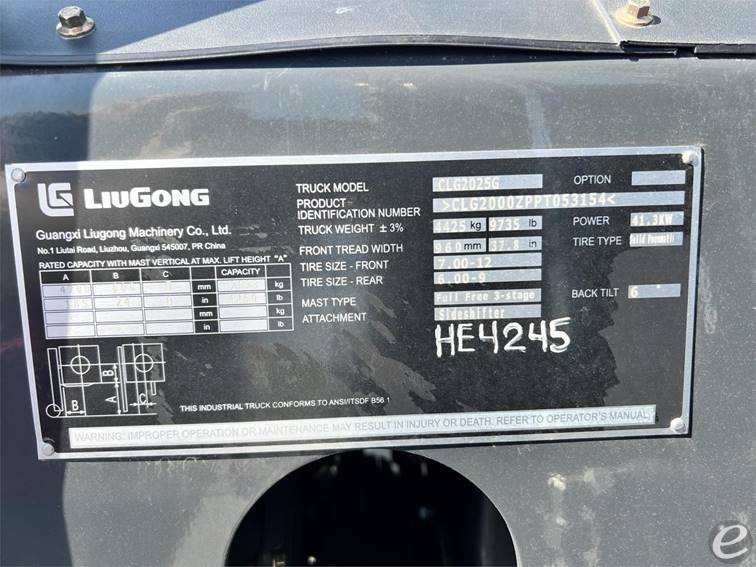 LG LIUGONG
Guangxi Liugong Machinery Co., Ltd.
No.1 Liutai Road, Liuzhou, Guangxi 545007, PR China
RATED CAPACITY WITH MAST VERTICAL AT MAX. LIFT HEIGHT "A"
A B C CAPACITY
mm kg
in lb
mm kg
in lb
B B A C
TRUCK MODEL CLG2025G OPTION
PRODUCT IDENTIFICATION NUMBER >CLG2000ZPPT053154<
TRUCK WEIGHT ± 3% 4425 kg 9735 lb POWER 41.3KW
FRONT TREAD WIDTH 960 mm 37.8 in TIRE TYPE Solid Pneumatic
TIRE SIZE - FRONT 7.00-12
TIRE SIZE - REAR 6.00-9
BACK TILT 6 °
MAST TYPE Full Free 3-stage
ATTACHMENT Sideshifter
HE4245
THIS INDUSTRIAL TRUCK CONFORMS TO ANSI/ITSDF B56.1
WARNING: IMPROPER OPERATION OR MAINTENANCE MAY RESULT IN INJURY OR DEATH. REFER TO OPERATOR'S MANUAL.
e